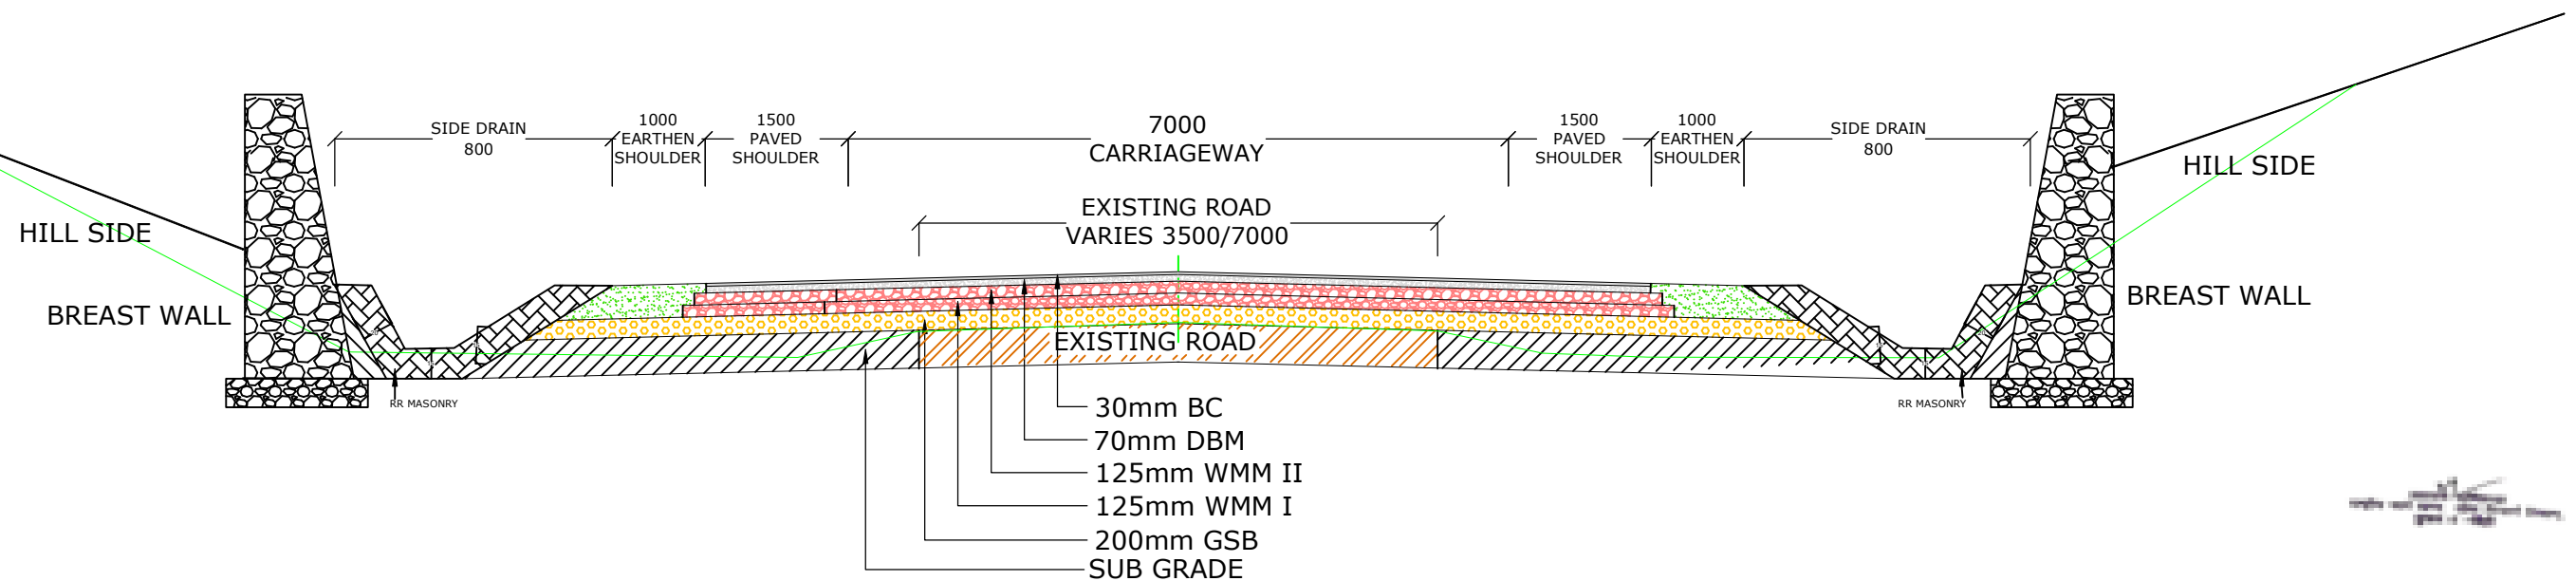 SIDE DRAIN
800
1000
EARTHEN
SHOULDER
1500
PAVED
SHOULDER
7000
CARRIAGEWAY
1500
PAVED
SHOULDER
1000
EARTHEN
SHOULDER
SIDE DRAIN
800
HILL SIDE
HILL SIDE
EXISTING ROAD
VARIES 3500/7000
BREAST WALL
BREAST WALL
EXISTING ROAD
RR MASONRY
RR MASONRY
30mm BC
70mm DBM
125mm WMM II
125mm WMM I
200mm GSB
SUB GRADE